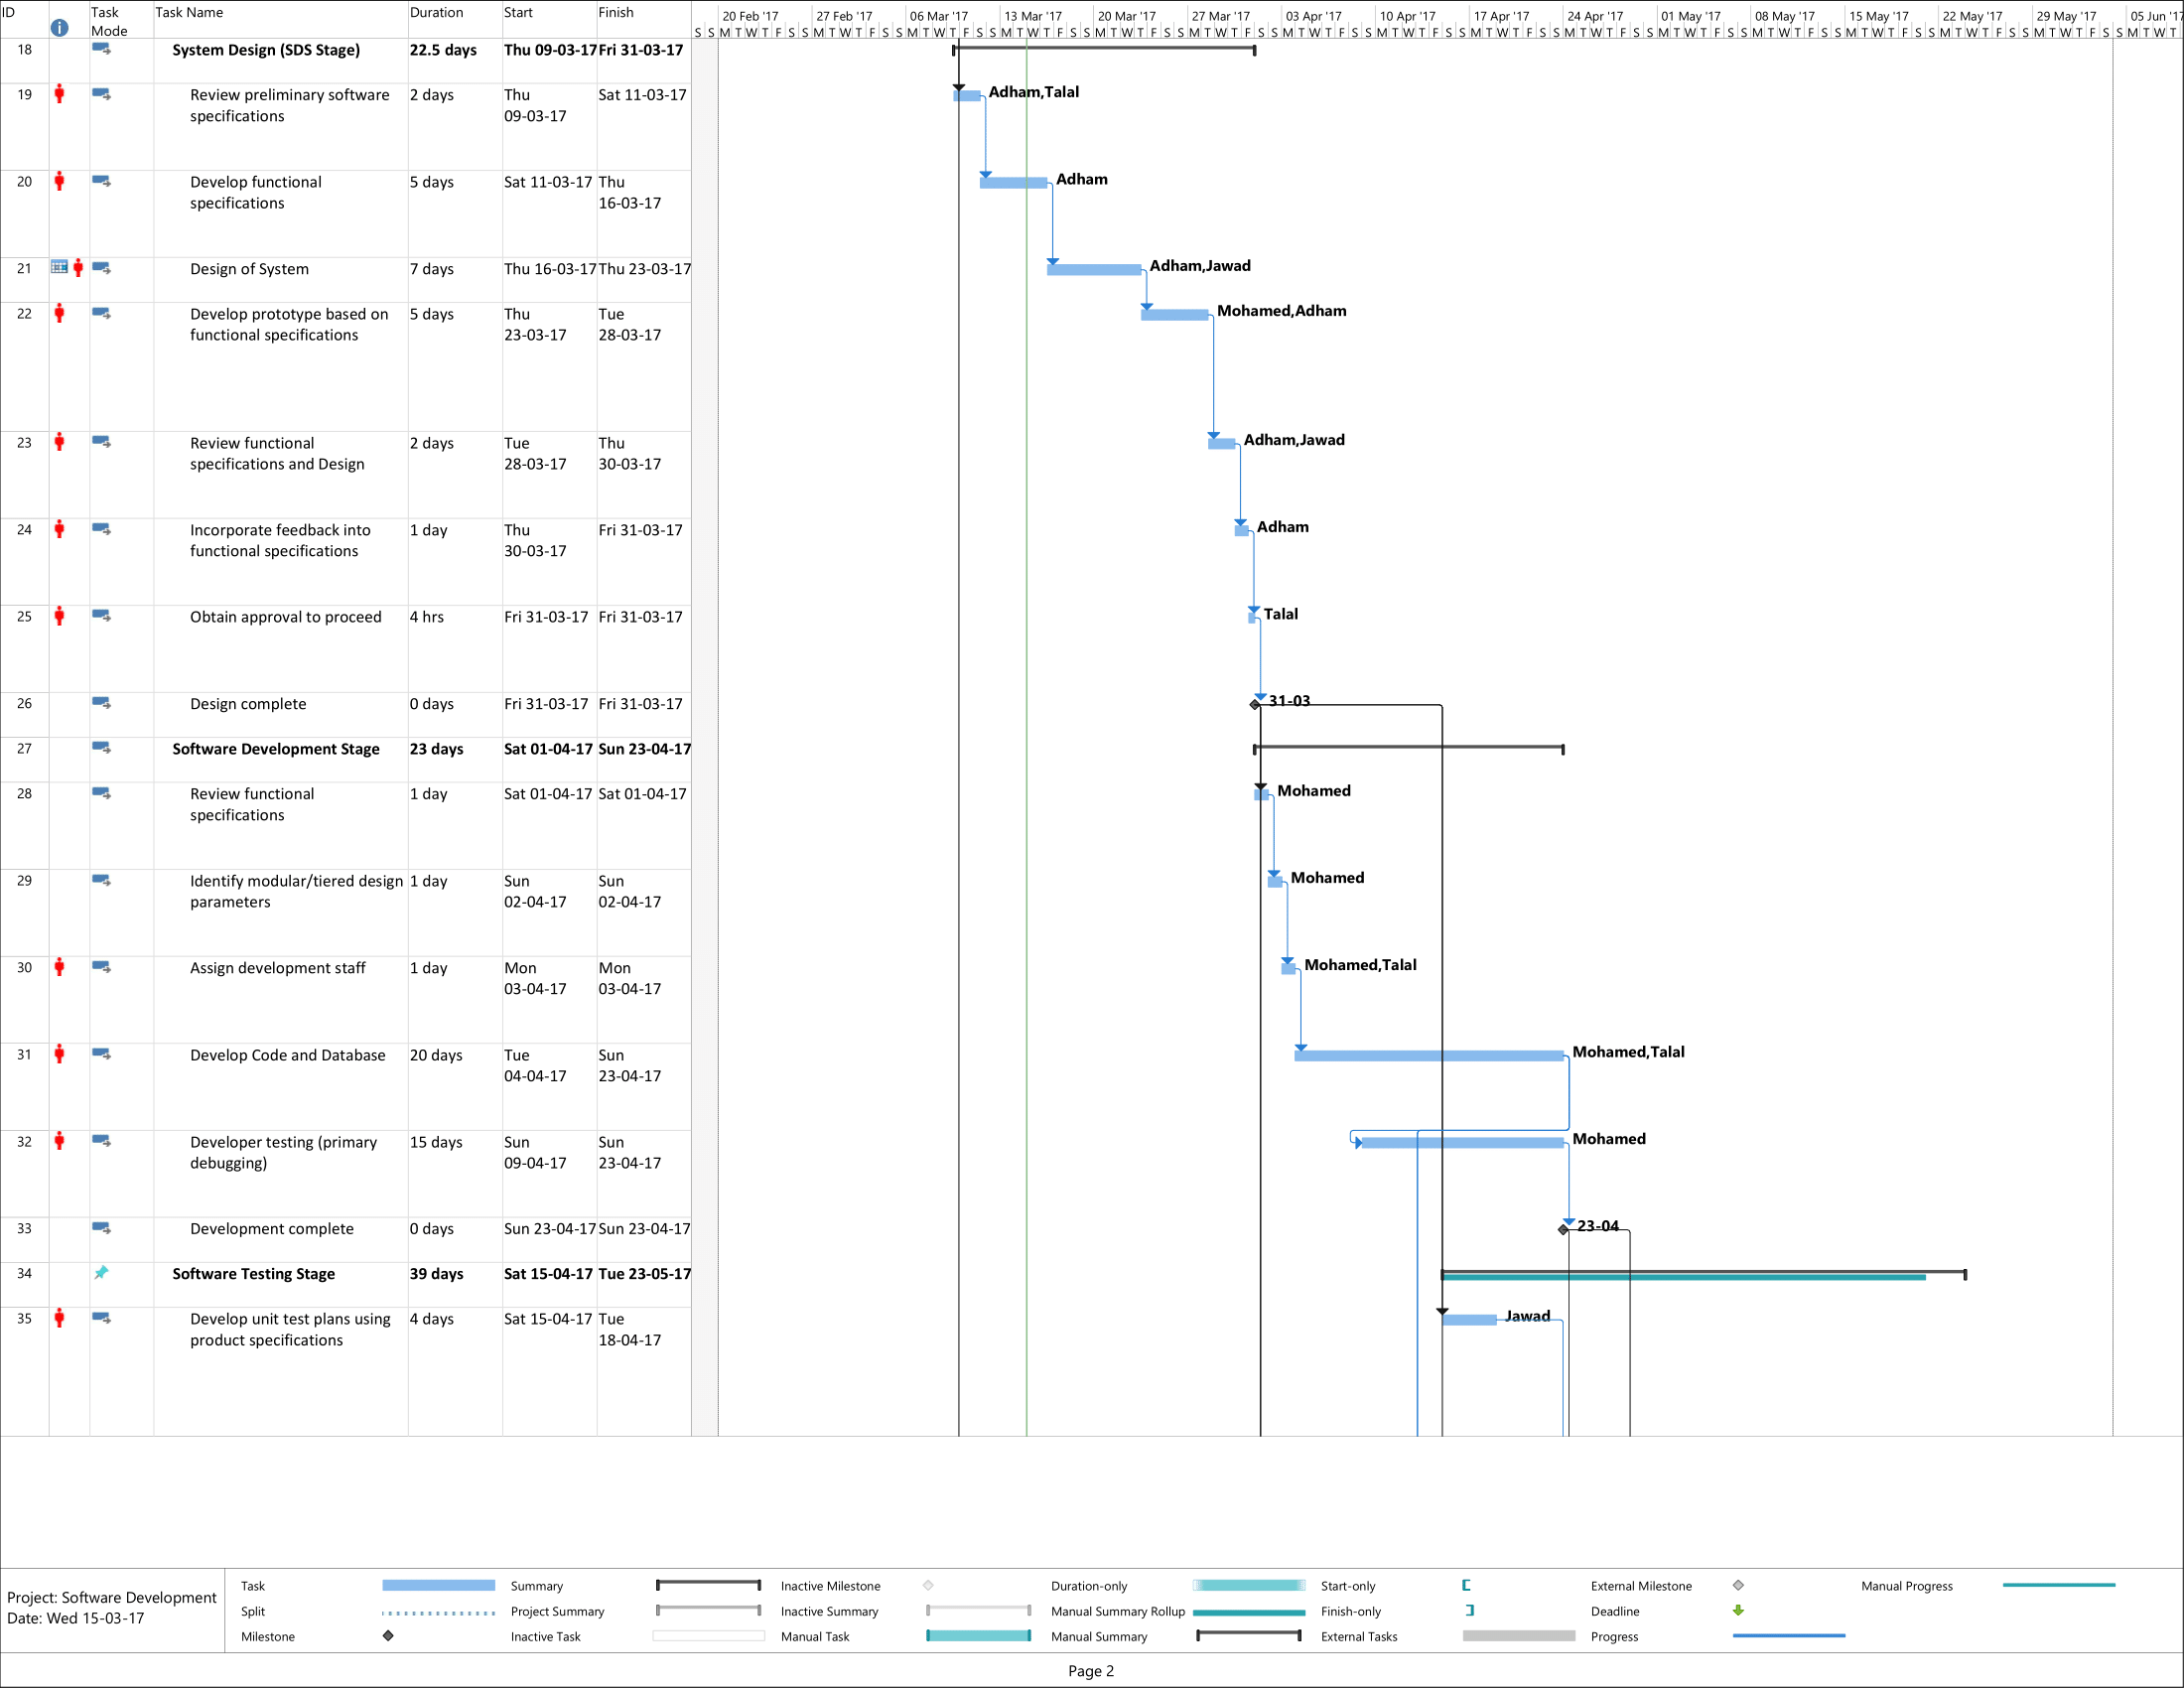 ID Task Mode Task Name Duration Start Finish
20 Feb '17 27 Feb '17 06 Mar '17 13 Mar '17 20 Mar '17 27 Mar '17 03 Apr '17 10 Apr '17 17 Apr '17 24 Apr '17 01 May '17 08 May '17 15 May '17 22 May '17 29 May '17 05 Jun '17
S S M T W T F S S M T W T F S S M T W T F S S M T W T F S S M T W T F S S M T W T F S S M T W T F S S M T W T F S S M T W T F S S M T W T F S S M T W T F S S M T W T F S S M T W T F S S M T W T F S S M T W T F S S M T W T
18 System Design (SDS Stage) 22.5 days Thu 09-03-17 Fri 31-03-17
19 Review preliminary software specifications 2 days Thu 09-03-17 Sat 11-03-17 Adham,Talal
20 Develop functional specifications 5 days Sat 11-03-17 Thu 16-03-17 Adham
21 Design of System 7 days Thu 16-03-17 Thu 23-03-17 Adham,Jawad
22 Develop prototype based on functional specifications 5 days Thu 23-03-17 Tue 28-03-17 Mohamed,Adham
23 Review functional specifications and Design 2 days Tue 28-03-17 Thu 30-03-17 Adham,Jawad
24 Incorporate feedback into functional specifications 1 day Thu 30-03-17 Fri 31-03-17 Adham
25 Obtain approval to proceed 4 hrs Fri 31-03-17 Fri 31-03-17 Talal
26 Design complete 0 days Fri 31-03-17 Fri 31-03-17 31-03
27 Software Development Stage 23 days Sat 01-04-17 Sun 23-04-17
28 Review functional specifications 1 day Sat 01-04-17 Sat 01-04-17 Mohamed
29 Identify modular/tiered design parameters 1 day Sun 02-04-17 Sun 02-04-17 Mohamed
30 Assign development staff 1 day Mon 03-04-17 Mon 03-04-17 Mohamed,Talal
31 Develop Code and Database 20 days Tue 04-04-17 Sun 23-04-17 Mohamed,Talal
32 Developer testing (primary debugging) 15 days Sun 09-04-17 Sun 23-04-17 Mohamed
33 Development complete 0 days Sun 23-04-17 Sun 23-04-17 23-04
34 Software Testing Stage 39 days Sat 15-04-17 Tue 23-05-17
35 Develop unit test plans using product specifications 4 days Sat 15-04-17 Tue 18-04-17 Jawad
Project: Software Development
Date: Wed 15-03-17
Task Summary Inactive Milestone Duration-only Start-only External Milestone Manual Progress
Split Project Summary Inactive Summary Manual Summary Rollup Finish-only Deadline
Milestone Inactive Task Manual Task Manual Summary External Tasks Progress
Page 2